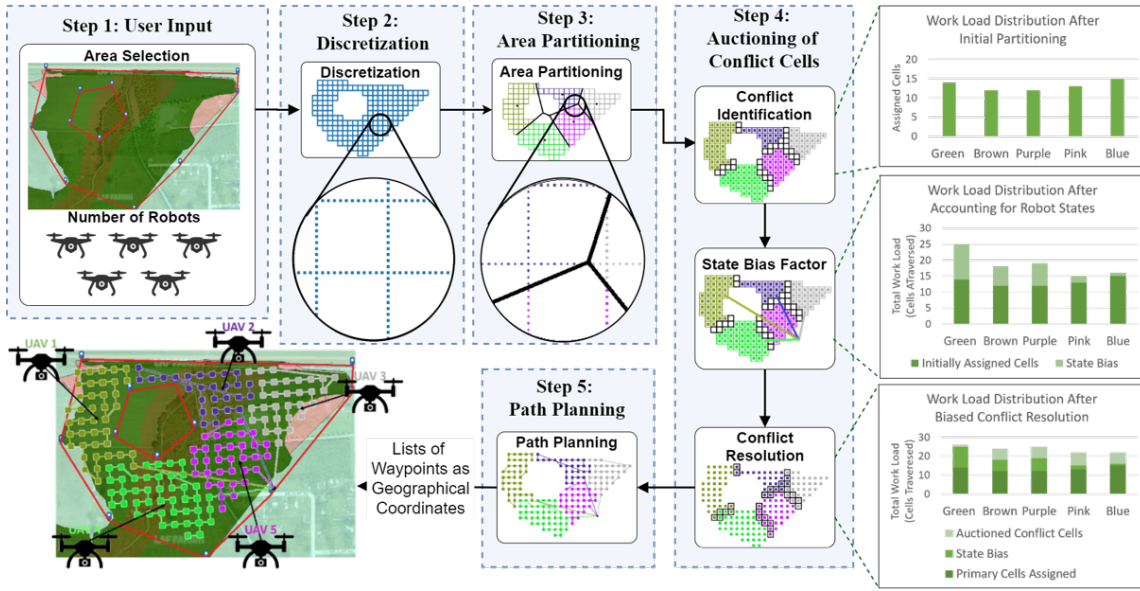 Step 1: User Input
Area Selection
Number of Robots
Step 2:
Discretization
Discretization
Step 3:
Area Partitioning
Area Partitioning
Step 4:
Auctioning of
Conflict Cells
Conflict
Identification
State Bias Factor
Conflict
Resolution
Work Load Distribution After
Initial Partitioning
Assigned Cells
20
15
10
5
0
Green Brown Purple Pink Blue
Work Load Distribution After
Accounting for Robot States
Total Work Load
(Cells ATraversed)
30
25
20
15
10
5
0
Green Brown Purple Pink Blue
Initially Assigned Cells State Bias
Work Load Distribution After
Biased Conflict Resolution
Total Work Load
(Cells Traveresed)
30
20
10
0
Green Brown Purple Pink Blue
Auctioned Conflict Cells
State Bias
Primary Cells Assigned
Step 5:
Path Planning
Path Planning
Lists of
Waypoints as
Geographical
Coordinates
UAV 1
UAV 2
UAV 3
UAV 5